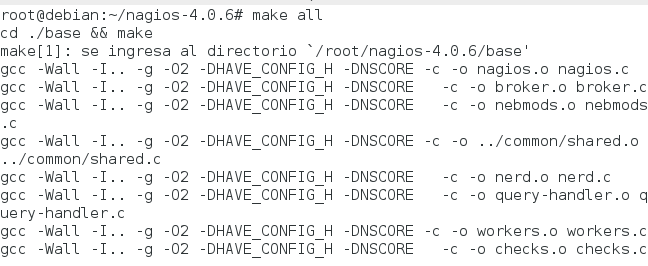 root@debian:~/nagios-4.0.6# make all
cd ./base && make
make[1]: se ingresa al directorio `/root/nagios-4.0.6/base'
gcc -Wall -I.. -g -O2 -DHAVE_CONFIG_H -DNSCORE -c -o nagios.o nagios.c
gcc -Wall -I.. -g -O2 -DHAVE_CONFIG_H -DNSCORE   -c -o broker.o broker.c
gcc -Wall -I.. -g -O2 -DHAVE_CONFIG_H -DNSCORE   -c -o nebmods.o nebmods
.c
gcc -Wall -I.. -g -O2 -DHAVE_CONFIG_H -DNSCORE -c -o ../common/shared.o
../common/shared.c
gcc -Wall -I.. -g -O2 -DHAVE_CONFIG_H -DNSCORE   -c -o nerd.o nerd.c
gcc -Wall -I.. -g -O2 -DHAVE_CONFIG_H -DNSCORE   -c -o query-handler.o q
uery-handler.c
gcc -Wall -I.. -g -O2 -DHAVE_CONFIG_H -DNSCORE -c -o workers.o workers.c
gcc -Wall -I.. -g -O2 -DHAVE_CONFIG_H -DNSCORE   -c -o checks.o checks.c